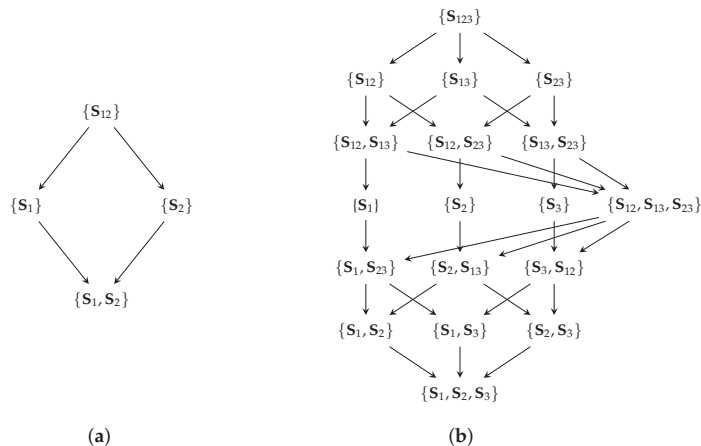 {S₁₂₃}
{S₁₂} {S₁₃} {S₂₃}
{S₁₂}
{S₁₂, S₁₃} {S₁₂, S₂₃} {S₁₃, S₂₃}
{S₁} {S₂} {S₁} {S₂} {S₃} {S₁₂, S₁₃, S₂₃}
{S₁, S₂₃} {S₂, S₁₃} {S₃, S₁₂}
{S₁, S₂}
{S₁, S₂} {S₁, S₃} {S₂, S₃}
{S₁, S₂, S₃}
(a) (b)